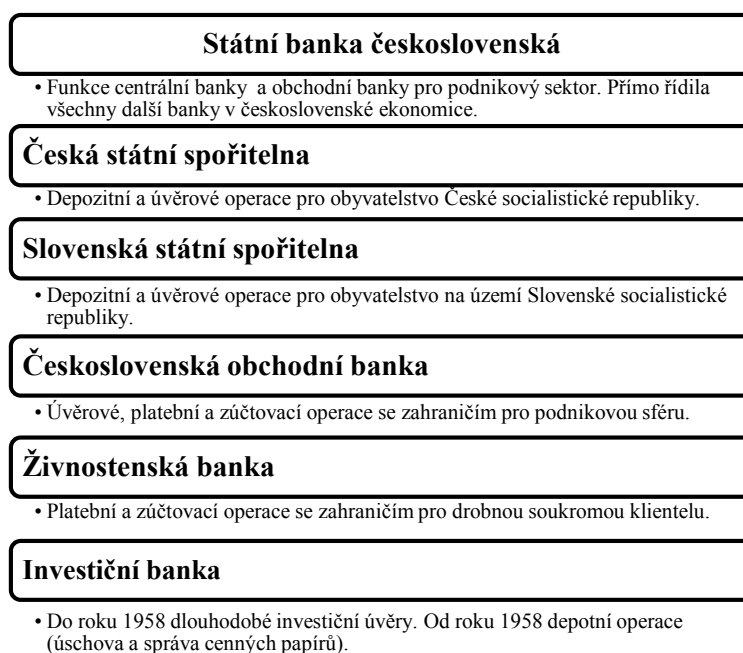 Státní banka československá
• Funkce centrální banky a obchodní banky pro podnikový sektor. Přímo řídila
všechny další banky v československé ekonomice.
Česká státní spořitelna
• Depozitní a úvěrové operace pro obyvatelstvo České socialistické republiky.
Slovenská státní spořitelna
• Depozitní a úvěrové operace pro obyvatelstvo na území Slovenské socialistické
republiky.
Československá obchodní banka
• Úvěrové, platební a zúčtovací operace se zahraničím pro podnikovou sféru.
Živnostenská banka
• Platební a zúčtovací operace se zahraničím pro drobnou soukromou klientelu.
Investiční banka
• Do roku 1958 dlouhodobé investiční úvěry. Od roku 1958 depotní operace
(úschova a správa cenných papírů).